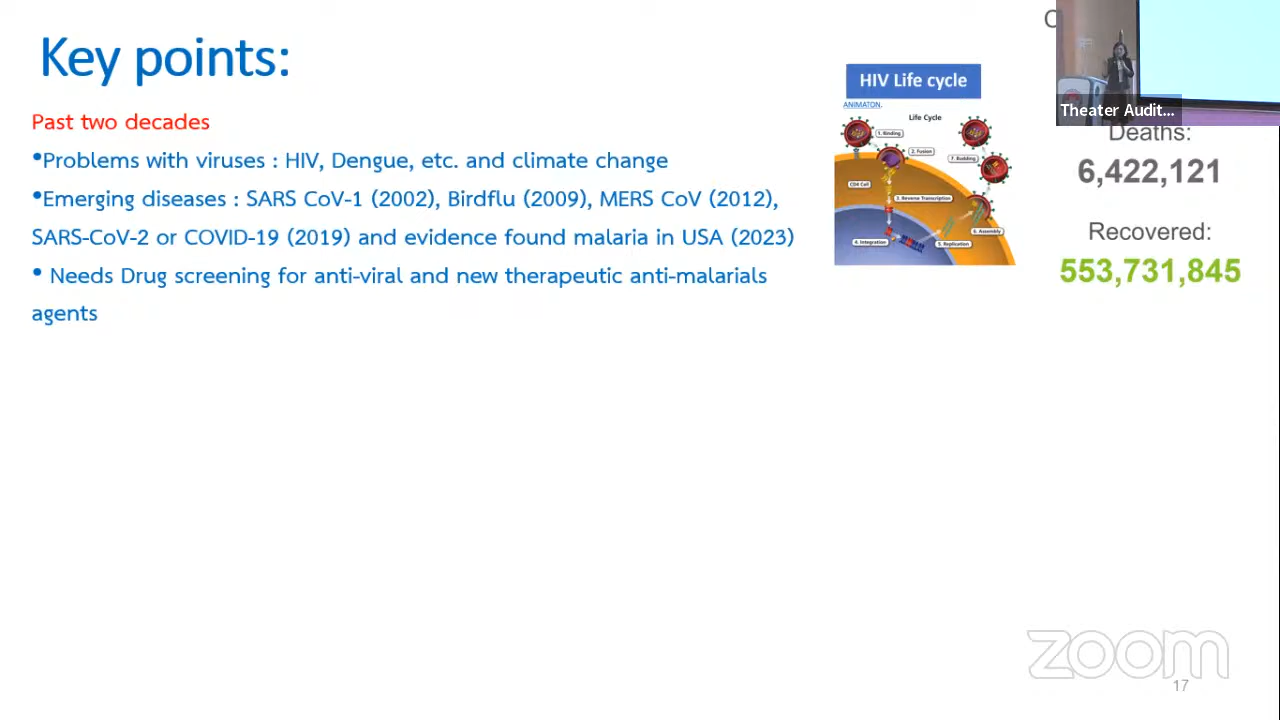 Key points:
Past two decades
•Problems with viruses : HIV, Dengue, etc. and climate change
•Emerging diseases : SARS CoV-1 (2002), Birdflu (2009), MERS CoV (2012),
SARS-CoV-2 or COVID-19 (2019) and evidence found malaria in USA (2023)
• Needs Drug screening for anti-viral and new therapeutic anti-malarials
agents
HIV Life cycle
ANIMATON.
Life Cycle
1. Binding
2. Fusion
7. Budding
CD4 Cell
3. Reverse Transcription
6. Assembly
4. Integration
5. Replication
Theater Audit...
Deaths:
6,422,121
Recovered:
553,731,845
zoom
17